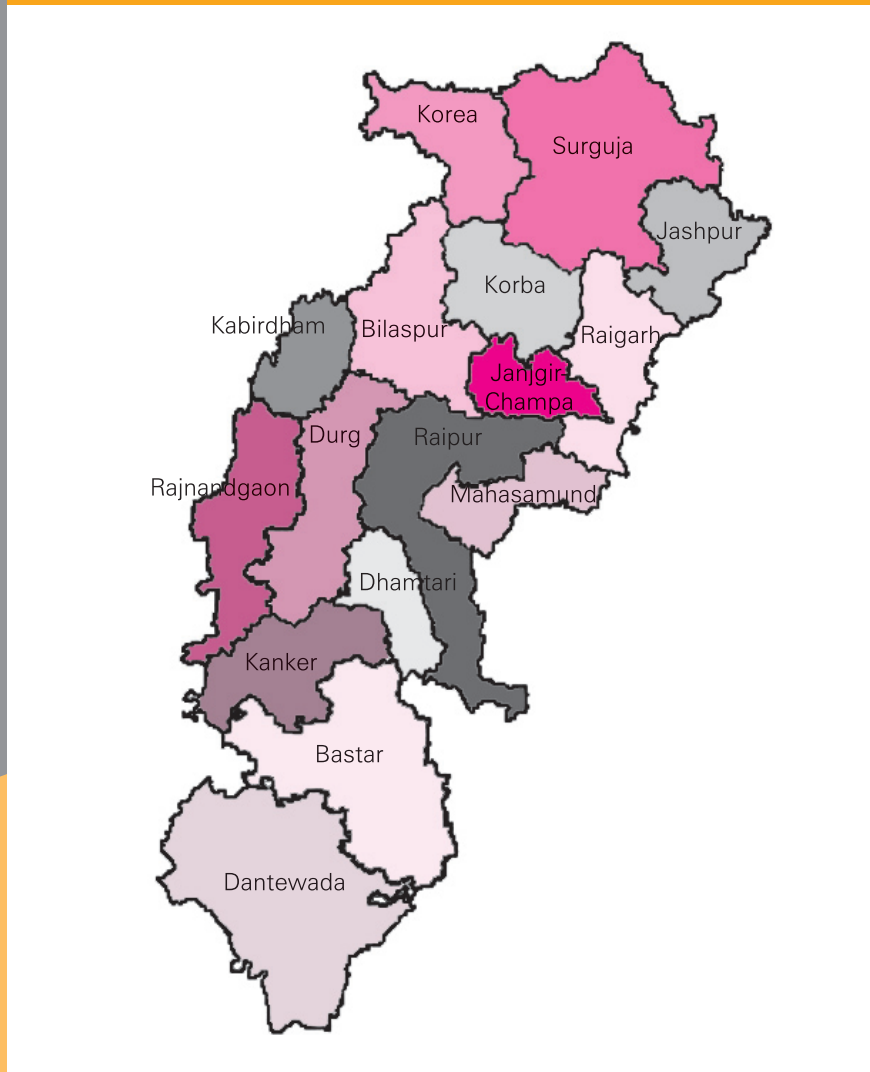 Korea
Surguja
Jashpur
Korba
Kabirdham
Bilaspur
Raigarh
Janjgir-
Champa
Durg
Raipur
Rajnandgaon
Mahasamund
Dhamtari
Kanker
Bastar
Dantewada